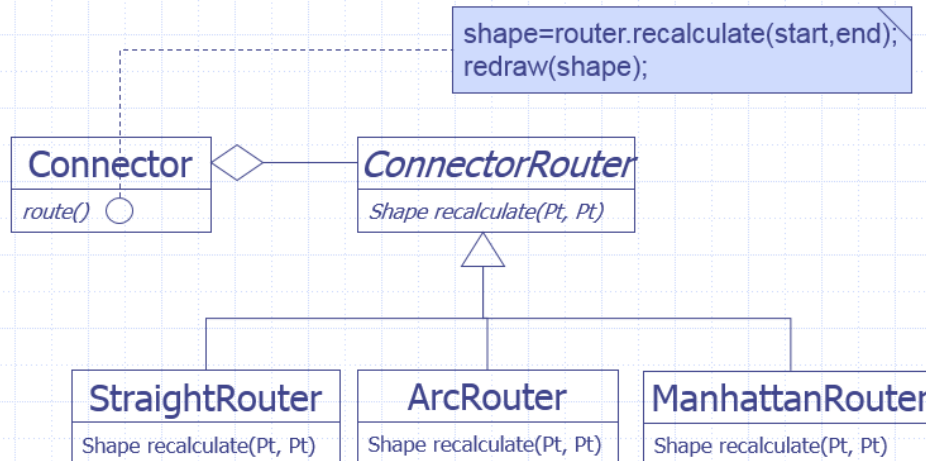 shape=router.recalculate(start,end);
redraw(shape);
Connector
route()
ConnectorRouter
Shape recalculate(Pt, Pt)
StraightRouter
Shape recalculate(Pt, Pt)
ArcRouter
Shape recalculate(Pt, Pt)
ManhattanRouter
Shape recalculate(Pt, Pt)